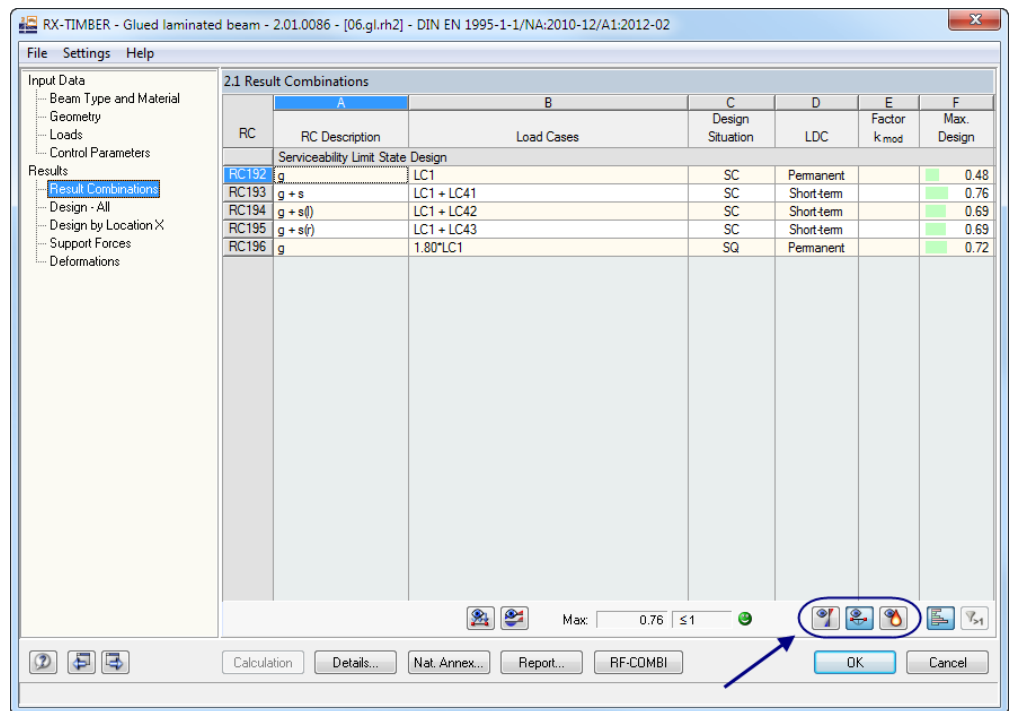 RX-TIMBER - Glued laminated beam - 2.01.0086 - [06.gl.rh2] - DIN EN 1995-1-1/NA:2010-12/A1:2012-02
File Settings Help
Input Data
Beam Type and Material
Geometry
Loads
Control Parameters
Results
Result Combinations
Design - All
Design by Location X
Support Forces
Deformations
2.1 Result Combinations
A B C D E F
RC RC Description Load Cases Design Situation LDC Factor k mod Max. Design
Serviceability Limit State Design
RC192 g LC1 SC Permanent 0.48
RC193 g + s LC1 + LC41 SC Short-term 0.76
RC194 g + s(l) LC1 + LC42 SC Short-term 0.69
RC195 g + s(r) LC1 + LC43 SC Short-term 0.69
RC196 g 1.80*LC1 SQ Permanent 0.72
Max: 0.76 ≤1
>1
Calculation Details... Nat. Annex... Report... RF-COMBI OK Cancel